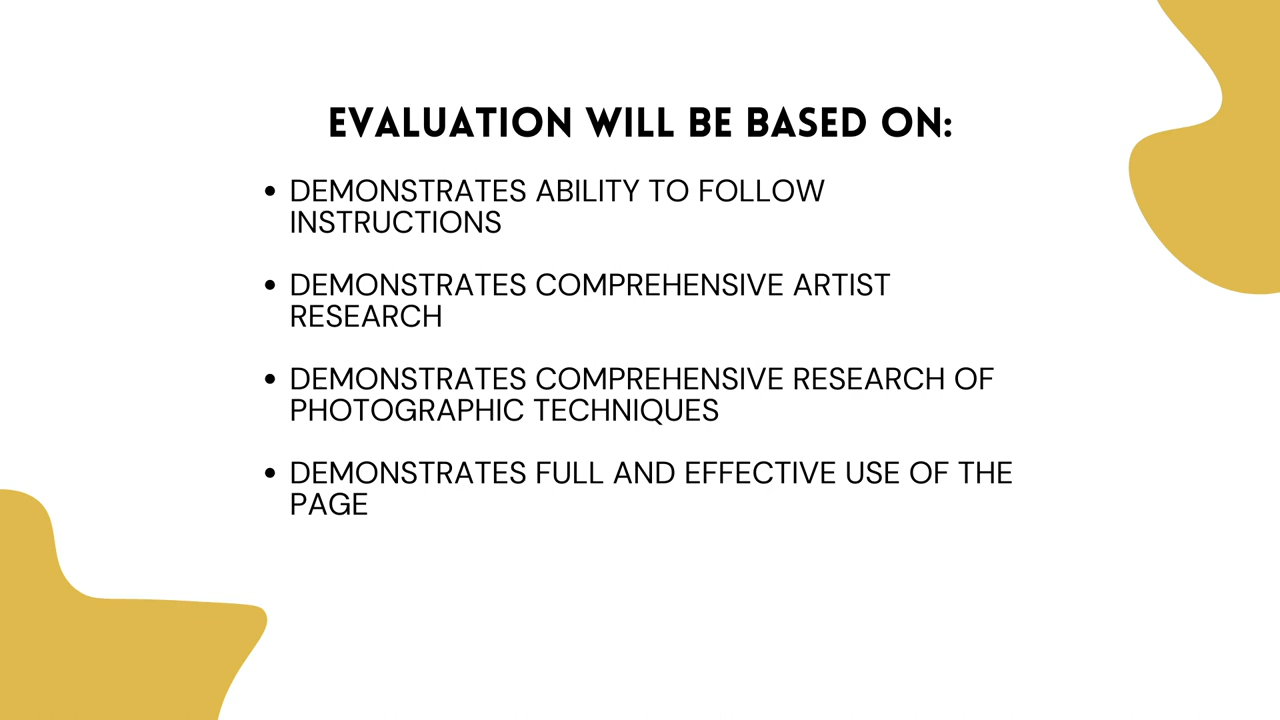 EVALUATION WILL BE BASED ON:
• DEMONSTRATES ABILITY TO FOLLOW
INSTRUCTIONS
• DEMONSTRATES COMPREHENSIVE ARTIST
RESEARCH
• DEMONSTRATES COMPREHENSIVE RESEARCH OF
PHOTOGRAPHIC TECHNIQUES
• DEMONSTRATES FULL AND EFFECTIVE USE OF THE
PAGE